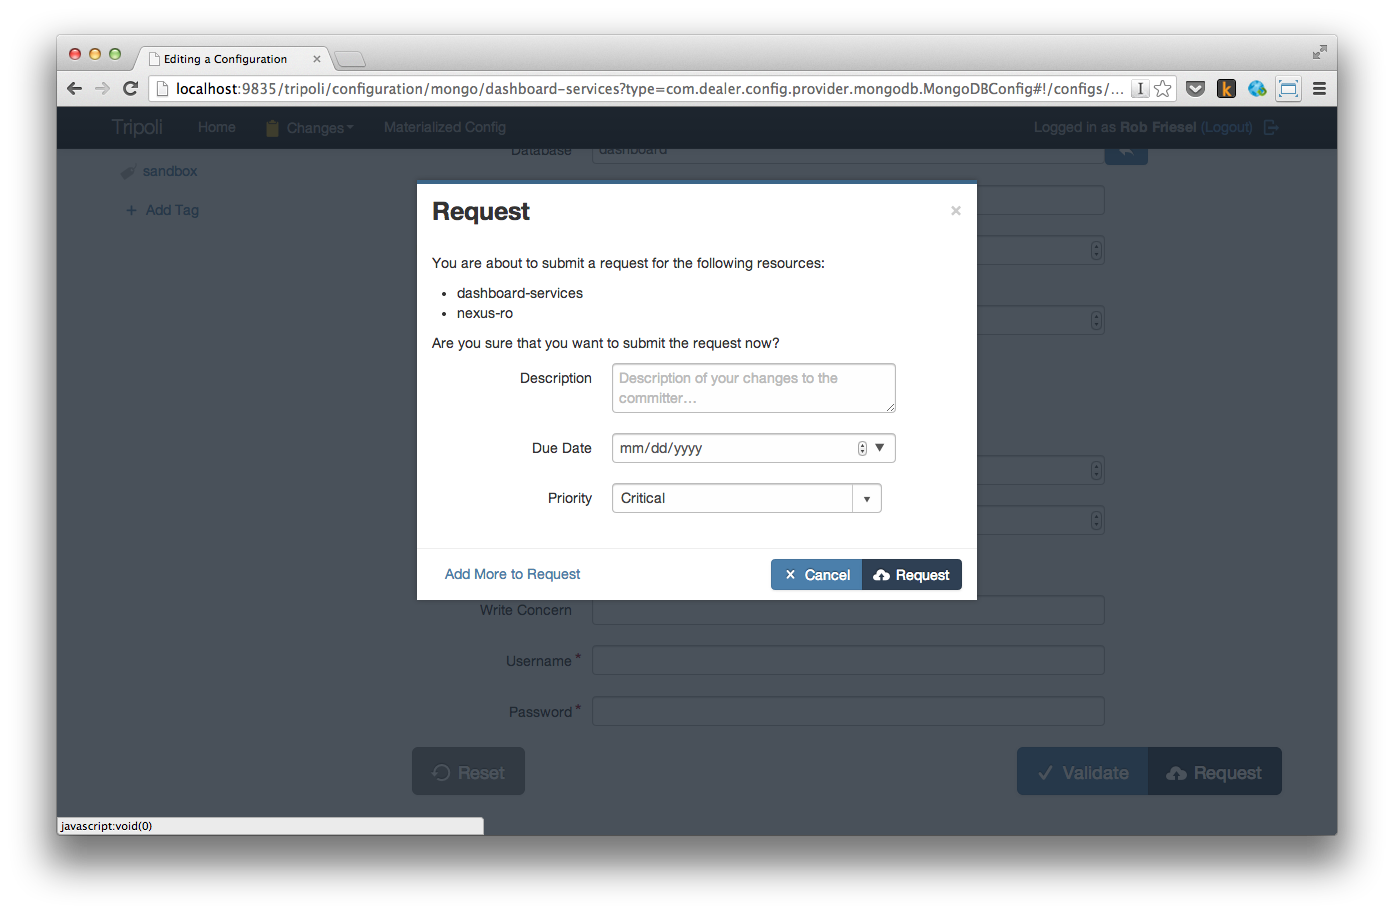 Editing a Configuration
localhost:9835/tripoli/configuration/mongo/dashboard-services?type=com.dealer.config.provider.mongodb.MongoDBConfig#!/configs/...
Tripoli Home Changes Materialized Config Logged in as Rob Friesel (Logout)
Database dashboard
sandbox
+ Add Tag
Request ×
You are about to submit a request for the following resources:
• dashboard-services
• nexus-ro
Are you sure that you want to submit the request now?
Description Description of your changes to the
committer...
Due Date mm/dd/yyyy
Priority Critical
Add More to Request × Cancel Request
Write Concern
Username *
Password *
Reset Validate Request
javascript:void(0)